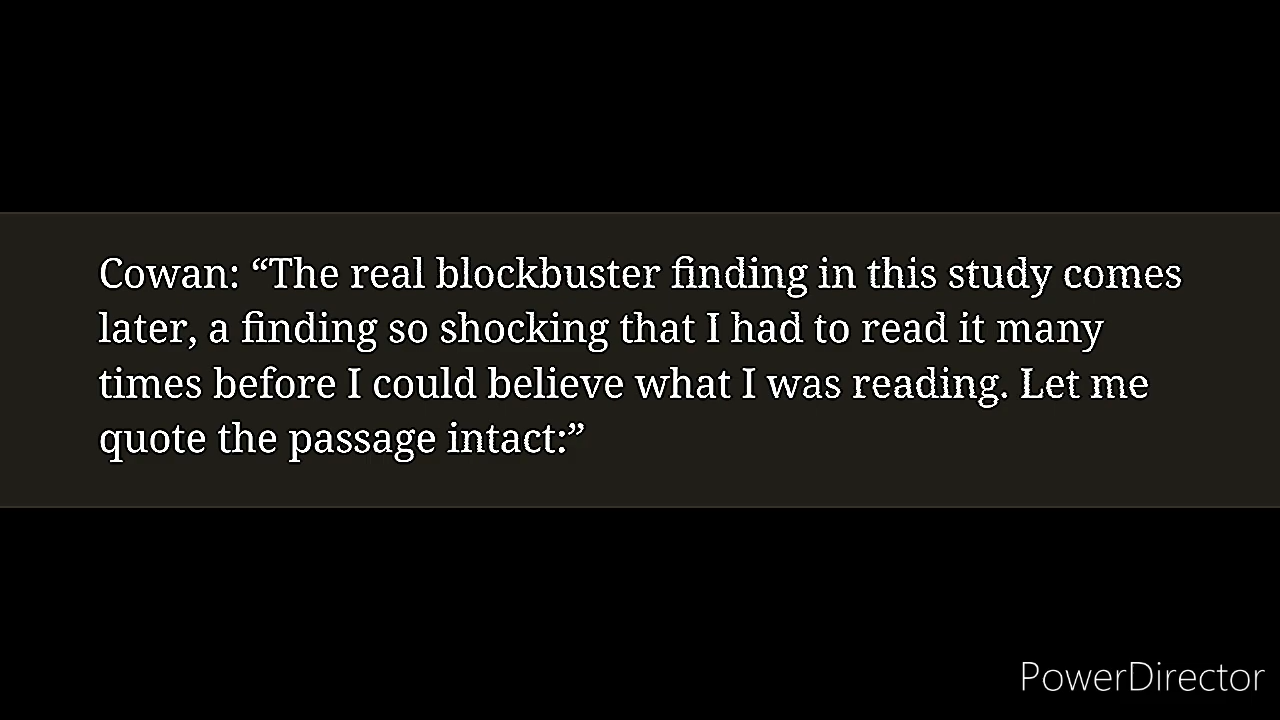 Cowan: “The real blockbuster finding in this study comes
later, a finding so shocking that I had to read it many
times before I could believe what I was reading. Let me
quote the passage intact:”
PowerDirector